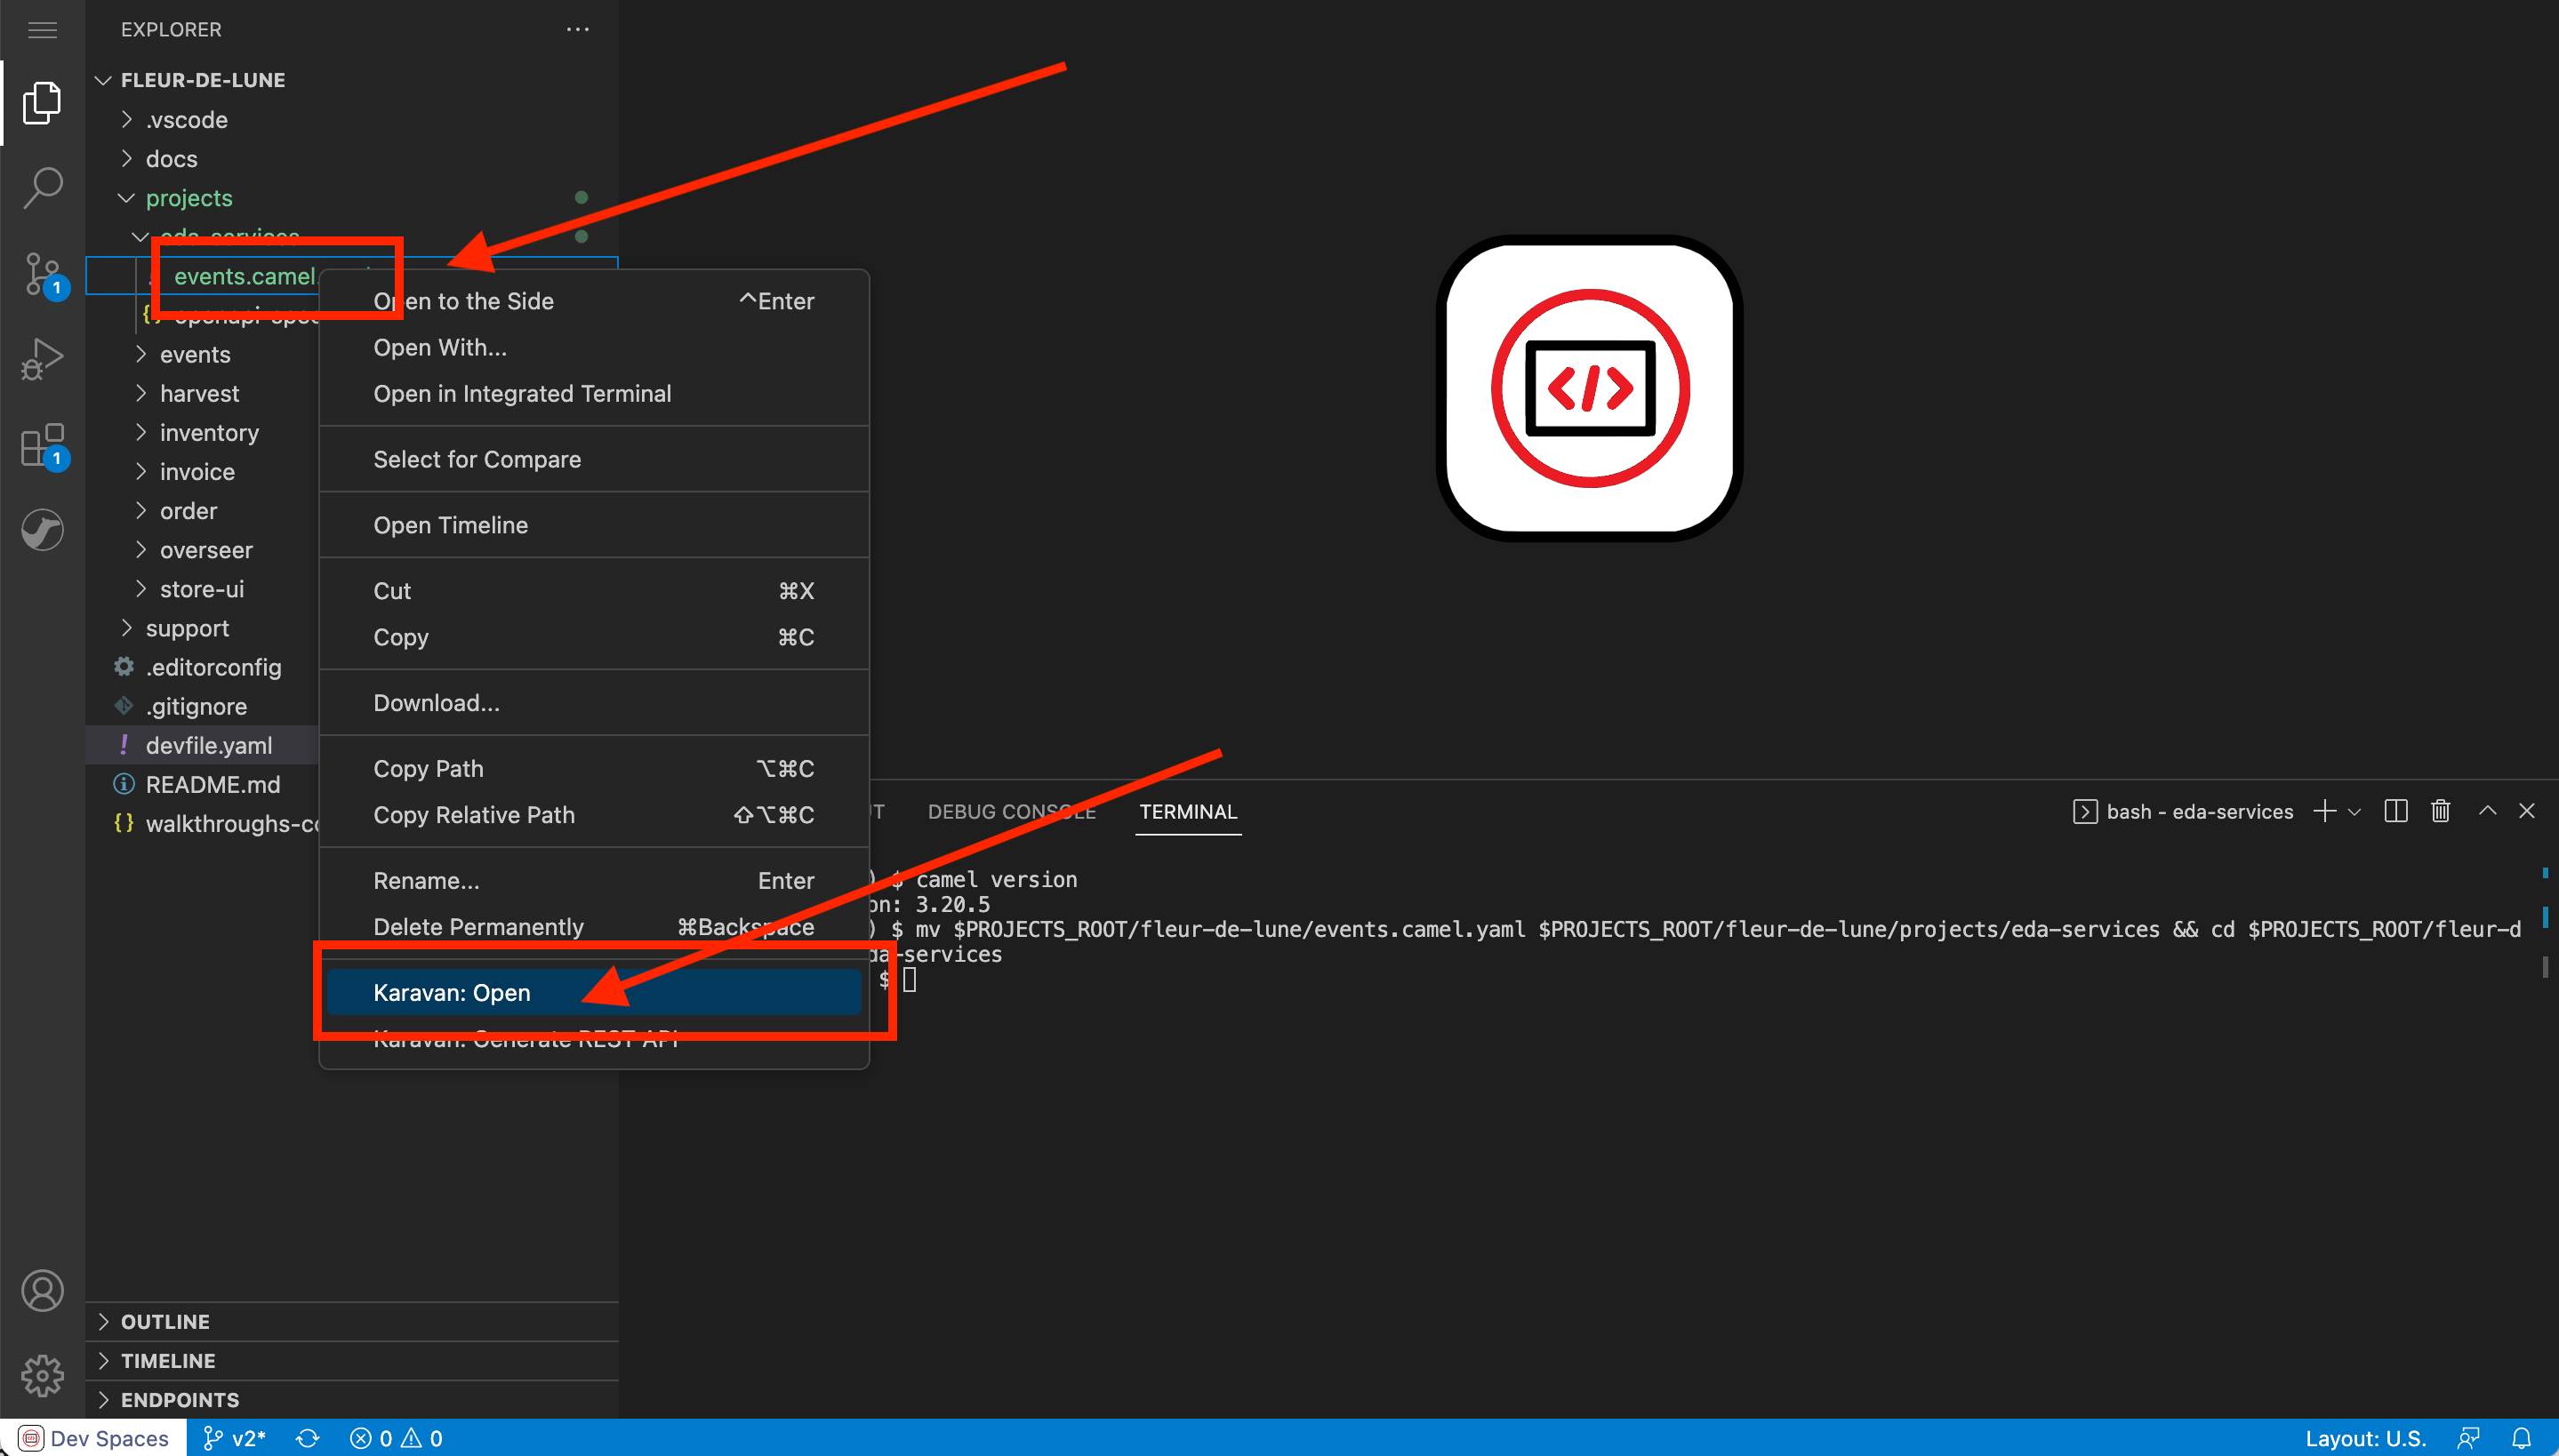 EXPLORER
FLEUR-DE-LUNE
.vscode
docs
projects
eda-services
events.camel
openapi-spec
events
harvest
inventory
invoice
order
overseer
store-ui
support
.editorconfig
.gitignore
! devfile.yaml
README.md
{} walkthroughs-co
OUTLINE
TIMELINE
ENDPOINTS
1
1
Open to the Side ^Enter
Open With...
Open in Integrated Terminal
Select for Compare
Open Timeline
Cut ⌘X
Copy ⌘C
Download...
Copy Path ⌥⌘C
Copy Relative Path ⇧⌥⌘C
Rename... Enter
Delete Permanently ⌘Backspace
Karavan: Open
Karavan: Generate REST API
</>
T DEBUG CONSOLE TERMINAL bash - eda-services
) $ camel version
on: 3.20.5
) $ mv $PROJECTS_ROOT/fleur-de-lune/events.camel.yaml $PROJECTS_ROOT/fleur-de-lune/projects/eda-services && cd $PROJECTS_ROOT/fleur-d
da-services
$
Dev Spaces v2* 0 0 Layout: U.S.